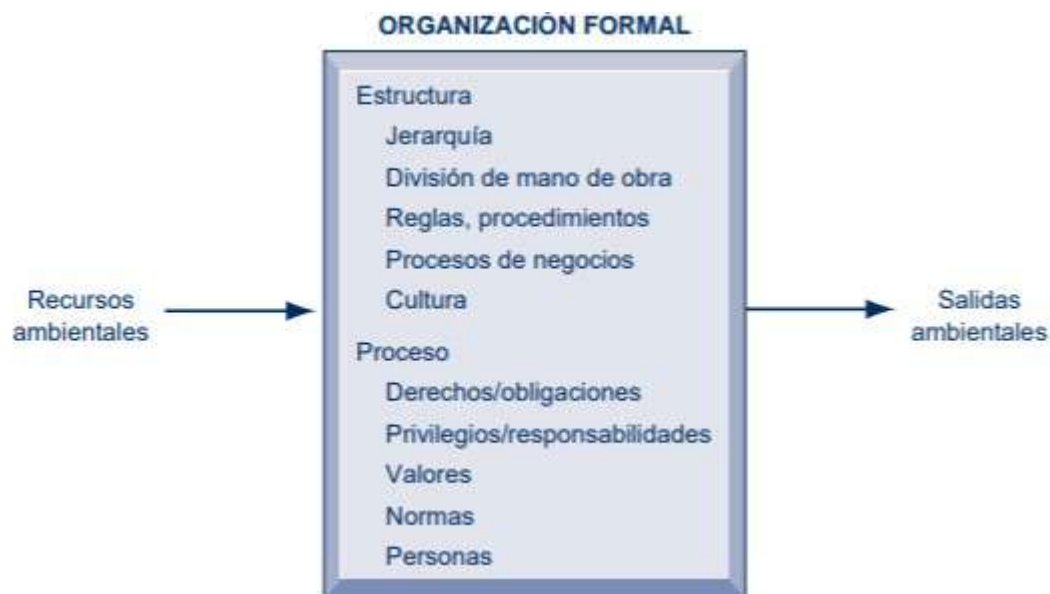 ORGANIZACIÓN FORMAL
Estructura
Jerarquía
División de mano de obra
Reglas, procedimientos
Procesos de negocios
Cultura
Recursos
ambientales
Salidas
ambientales
Proceso
Derechos/obligaciones
Privilegios/responsabilidades
Valores
Normas
Personas